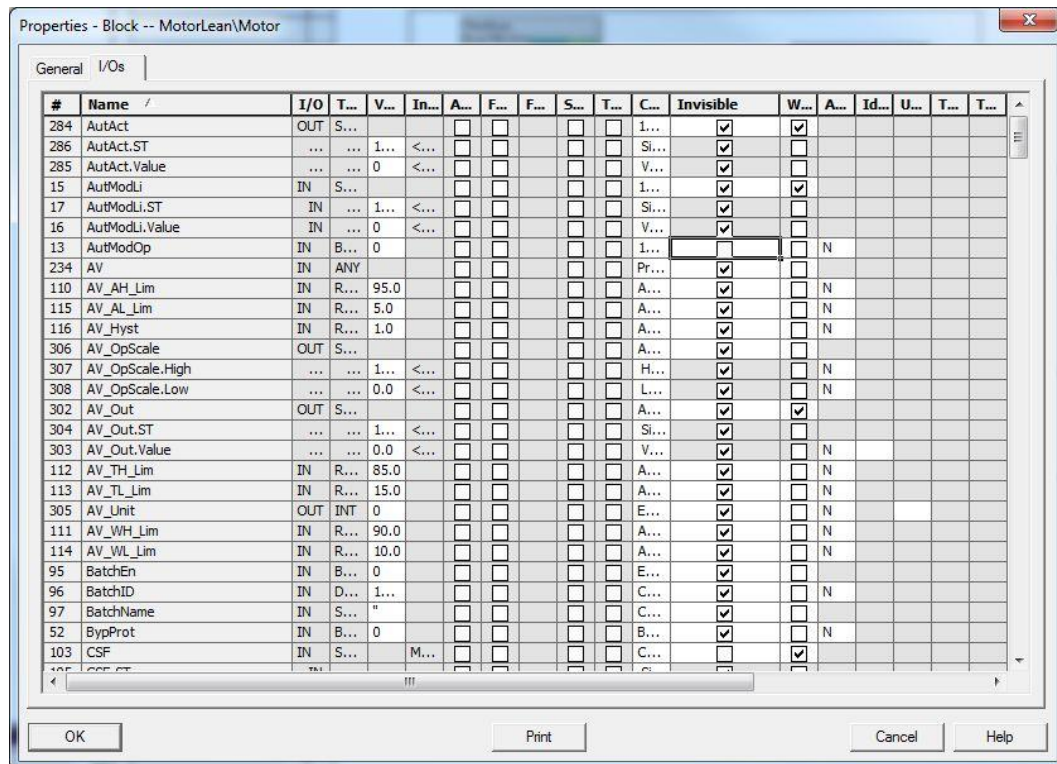 Properties - Block -- MotorLean\Motor
General I/Os
# Name I/O T... V... In... A... F... F... S... T... C... Invisible W... A... Id... U... T... T...
284 AutAct OUT S... 1...
286 AutAct.ST ... ... 1... <... Si...
285 AutAct.Value ... ... 0 <... V...
15 AutModLi IN S... 1...
17 AutModLi.ST IN ... 1... <... Si...
16 AutModLi.Value IN ... 0 <... V...
13 AutModOp IN B... 0 1... N
234 AV IN ANY Pr...
110 AV_AH_Lim IN R... 95.0 A... N
115 AV_AL_Lim IN R... 5.0 A... N
116 AV_Hyst IN R... 1.0 A... N
306 AV_OpScale OUT S... A...
307 AV_OpScale.High ... ... 1... <... H... N
308 AV_OpScale.Low ... ... 0.0 <... L... N
302 AV_Out OUT S... A...
304 AV_Out.ST ... ... 1... <... Si...
303 AV_Out.Value ... ... 0.0 <... V... N
112 AV_TH_Lim IN R... 85.0 A... N
113 AV_TL_Lim IN R... 15.0 A... N
305 AV_Unit OUT INT 0 E... N
111 AV_WH_Lim IN R... 90.0 A... N
114 AV_WL_Lim IN R... 10.0 A... N
95 BatchEn IN B... 0 E...
96 BatchID IN D... 1... C... N
97 BatchName IN S... '' C...
52 BypProt IN B... 0 B... N
103 CSF IN S... M... C...
OK Print Cancel Help